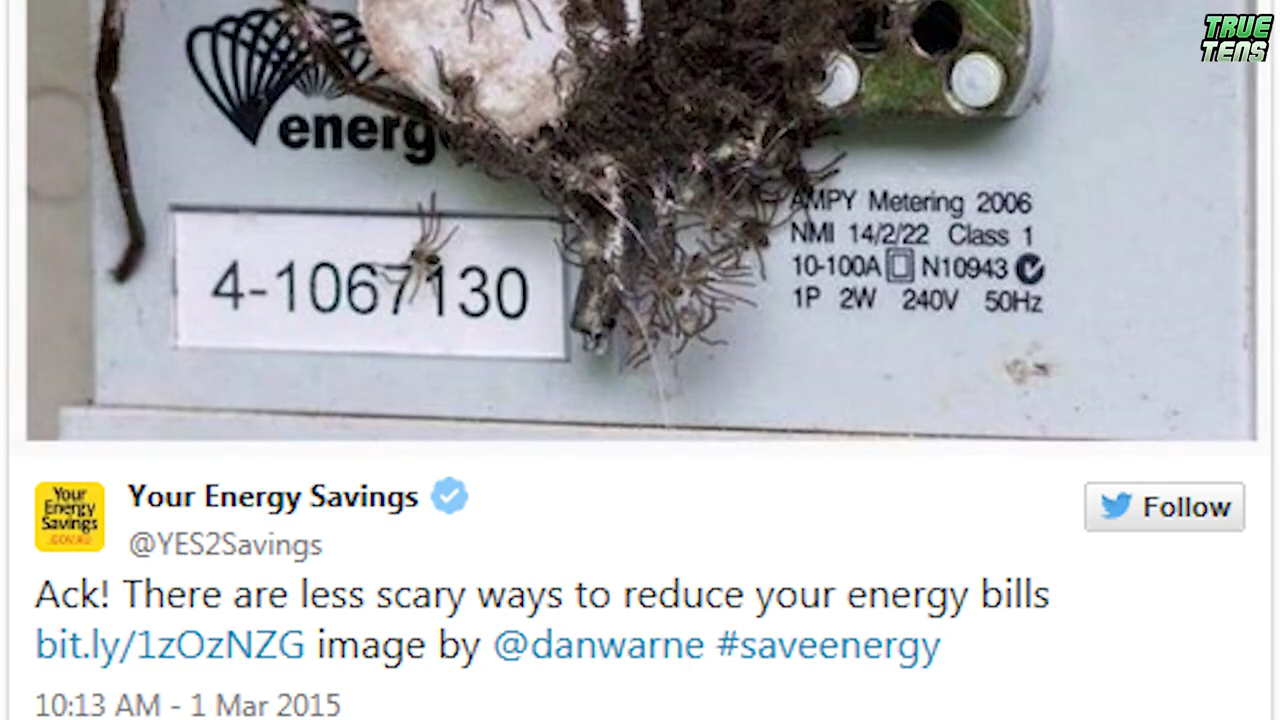 TRUE
TENS
energ
AMPY Metering 2006
NMI 14/2/22 Class 1
10-100A N10943
1P 2W 240V 50Hz
4-1067130
Your Energy Savings .GOV.AU
Your Energy Savings
@YES2Savings
Follow
Ack! There are less scary ways to reduce your energy bills
bit.ly/1zOzNZG image by @danwarne #saveenergy
10:13 AM - 1 Mar 2015